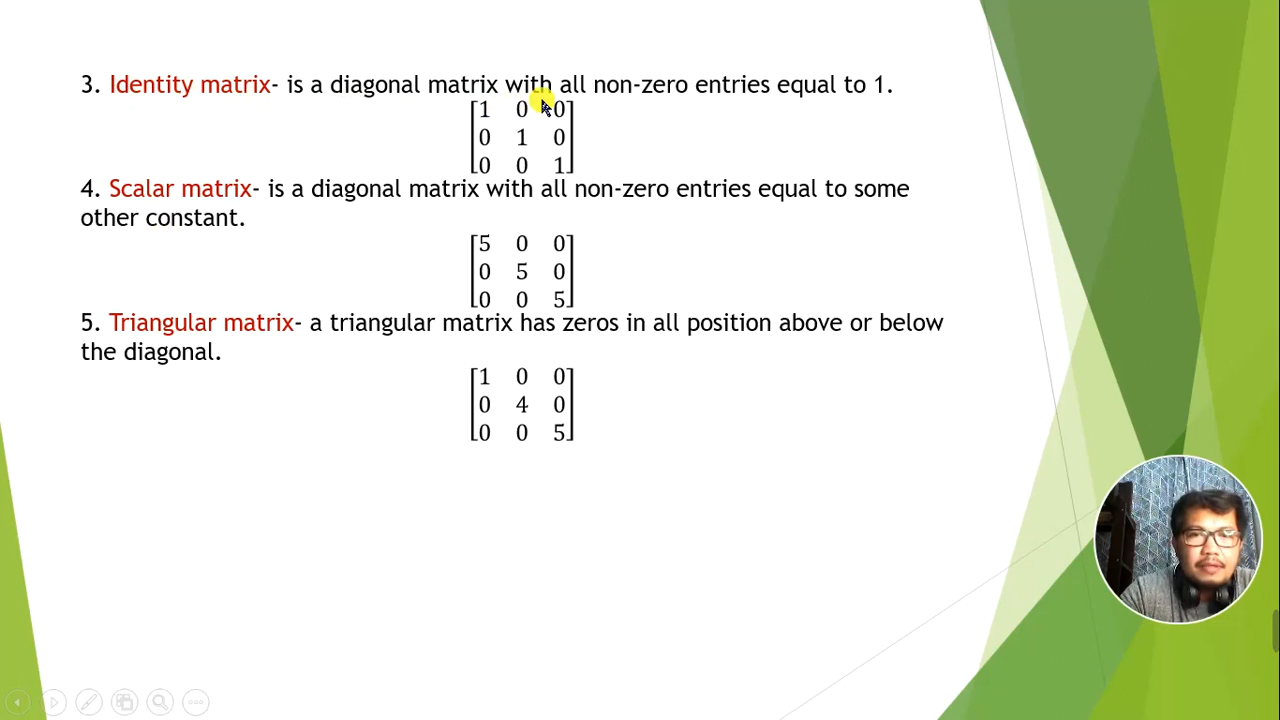 3. Identity matrix- is a diagonal matrix with all non-zero entries equal to 1.
1 0 0
0 1 0
0 0 1
4. Scalar matrix- is a diagonal matrix with all non-zero entries equal to some
other constant.
5 0 0
0 5 0
0 0 5
5. Triangular matrix- a triangular matrix has zeros in all position above or below
the diagonal.
1 0 0
0 4 0
0 0 5